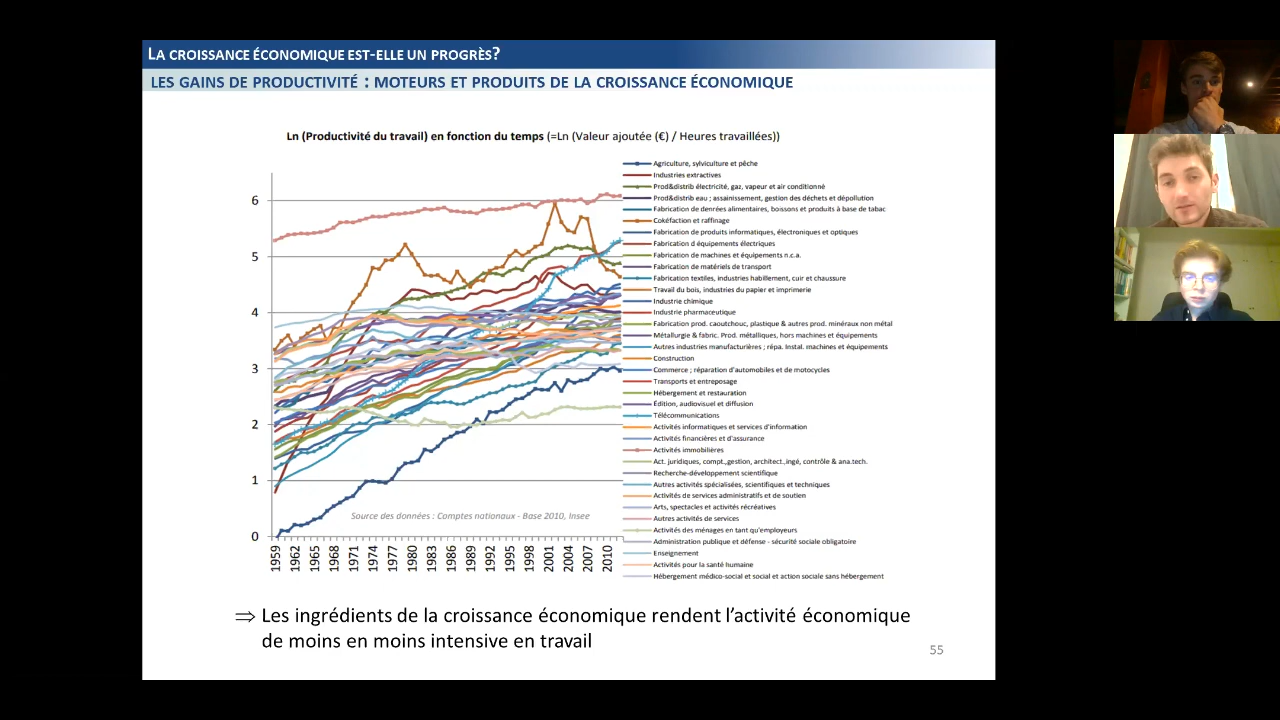 LA CROISSANCE ÉCONOMIQUE EST-ELLE UN PROGRÈS?
LES GAINS DE PRODUCTIVITÉ : MOTEURS ET PRODUITS DE LA CROISSANCE ÉCONOMIQUE
Ln (Productivité du travail) en fonction du temps (=Ln (Valeur ajoutée (€) / Heures travaillées))
6
5
4
3
2
1
0
1959 1962 1965 1968 1971 1974 1977 1980 1983 1986 1989 1992 1995 1998 2001 2004 2007 2010
Source des données : Comptes nationaux - Base 2010, Insee
Agriculture, sylviculture et pêche
Industries extractives
Prod&distrib électricité, gaz, vapeur et air conditionné
Prod&distrib eau ; assainissement, gestion des déchets et dépollution
Fabrication de denrées alimentaires, boissons et produits à base de tabac
Cokéfaction et raffinage
Fabrication de produits informatiques, électroniques et optiques
Fabrication d équipements électriques
Fabrication de machines et équipements n.c.a.
Fabrication de matériels de transport
Fabrication textiles, industries habillement, cuir et chaussure
Travail du bois, industries du papier et imprimerie
Industrie chimique
Industrie pharmaceutique
Fabrication prod. caoutchouc, plastique & autres prod. minéraux non métal
Métallurgie & fabric. Prod. métalliques, hors machines et équipements
Autres industries manufacturières ; répa. Instal. machines et équipements
Construction
Commerce ; réparation d'automobiles et de motocycles
Transports et entreposage
Hébergement et restauration
Edition, audiovisuel et diffusion
Télécommunications
Activités informatiques et services d'information
Activités financières et d'assurance
Activités immobilières
Act. juridiques, compt.,gestion, architect.,ingé, contrôle & ana.tech.
Recherche-développement scientifique
Autres activités spécialisées, scientifiques et techniques
Activités de services administratifs et de soutien
Arts, spectacles et activités récréatives
Autres activités de services
Activités des ménages en tant qu'employeurs
Administration publique et défense - sécurité sociale obligatoire
Enseignement
Activités pour la santé humaine
Hébergement médico-social et social et action sociale sans hébergement
⇒ Les ingrédients de la croissance économique rendent l'activité économique
de moins en moins intensive en travail
55